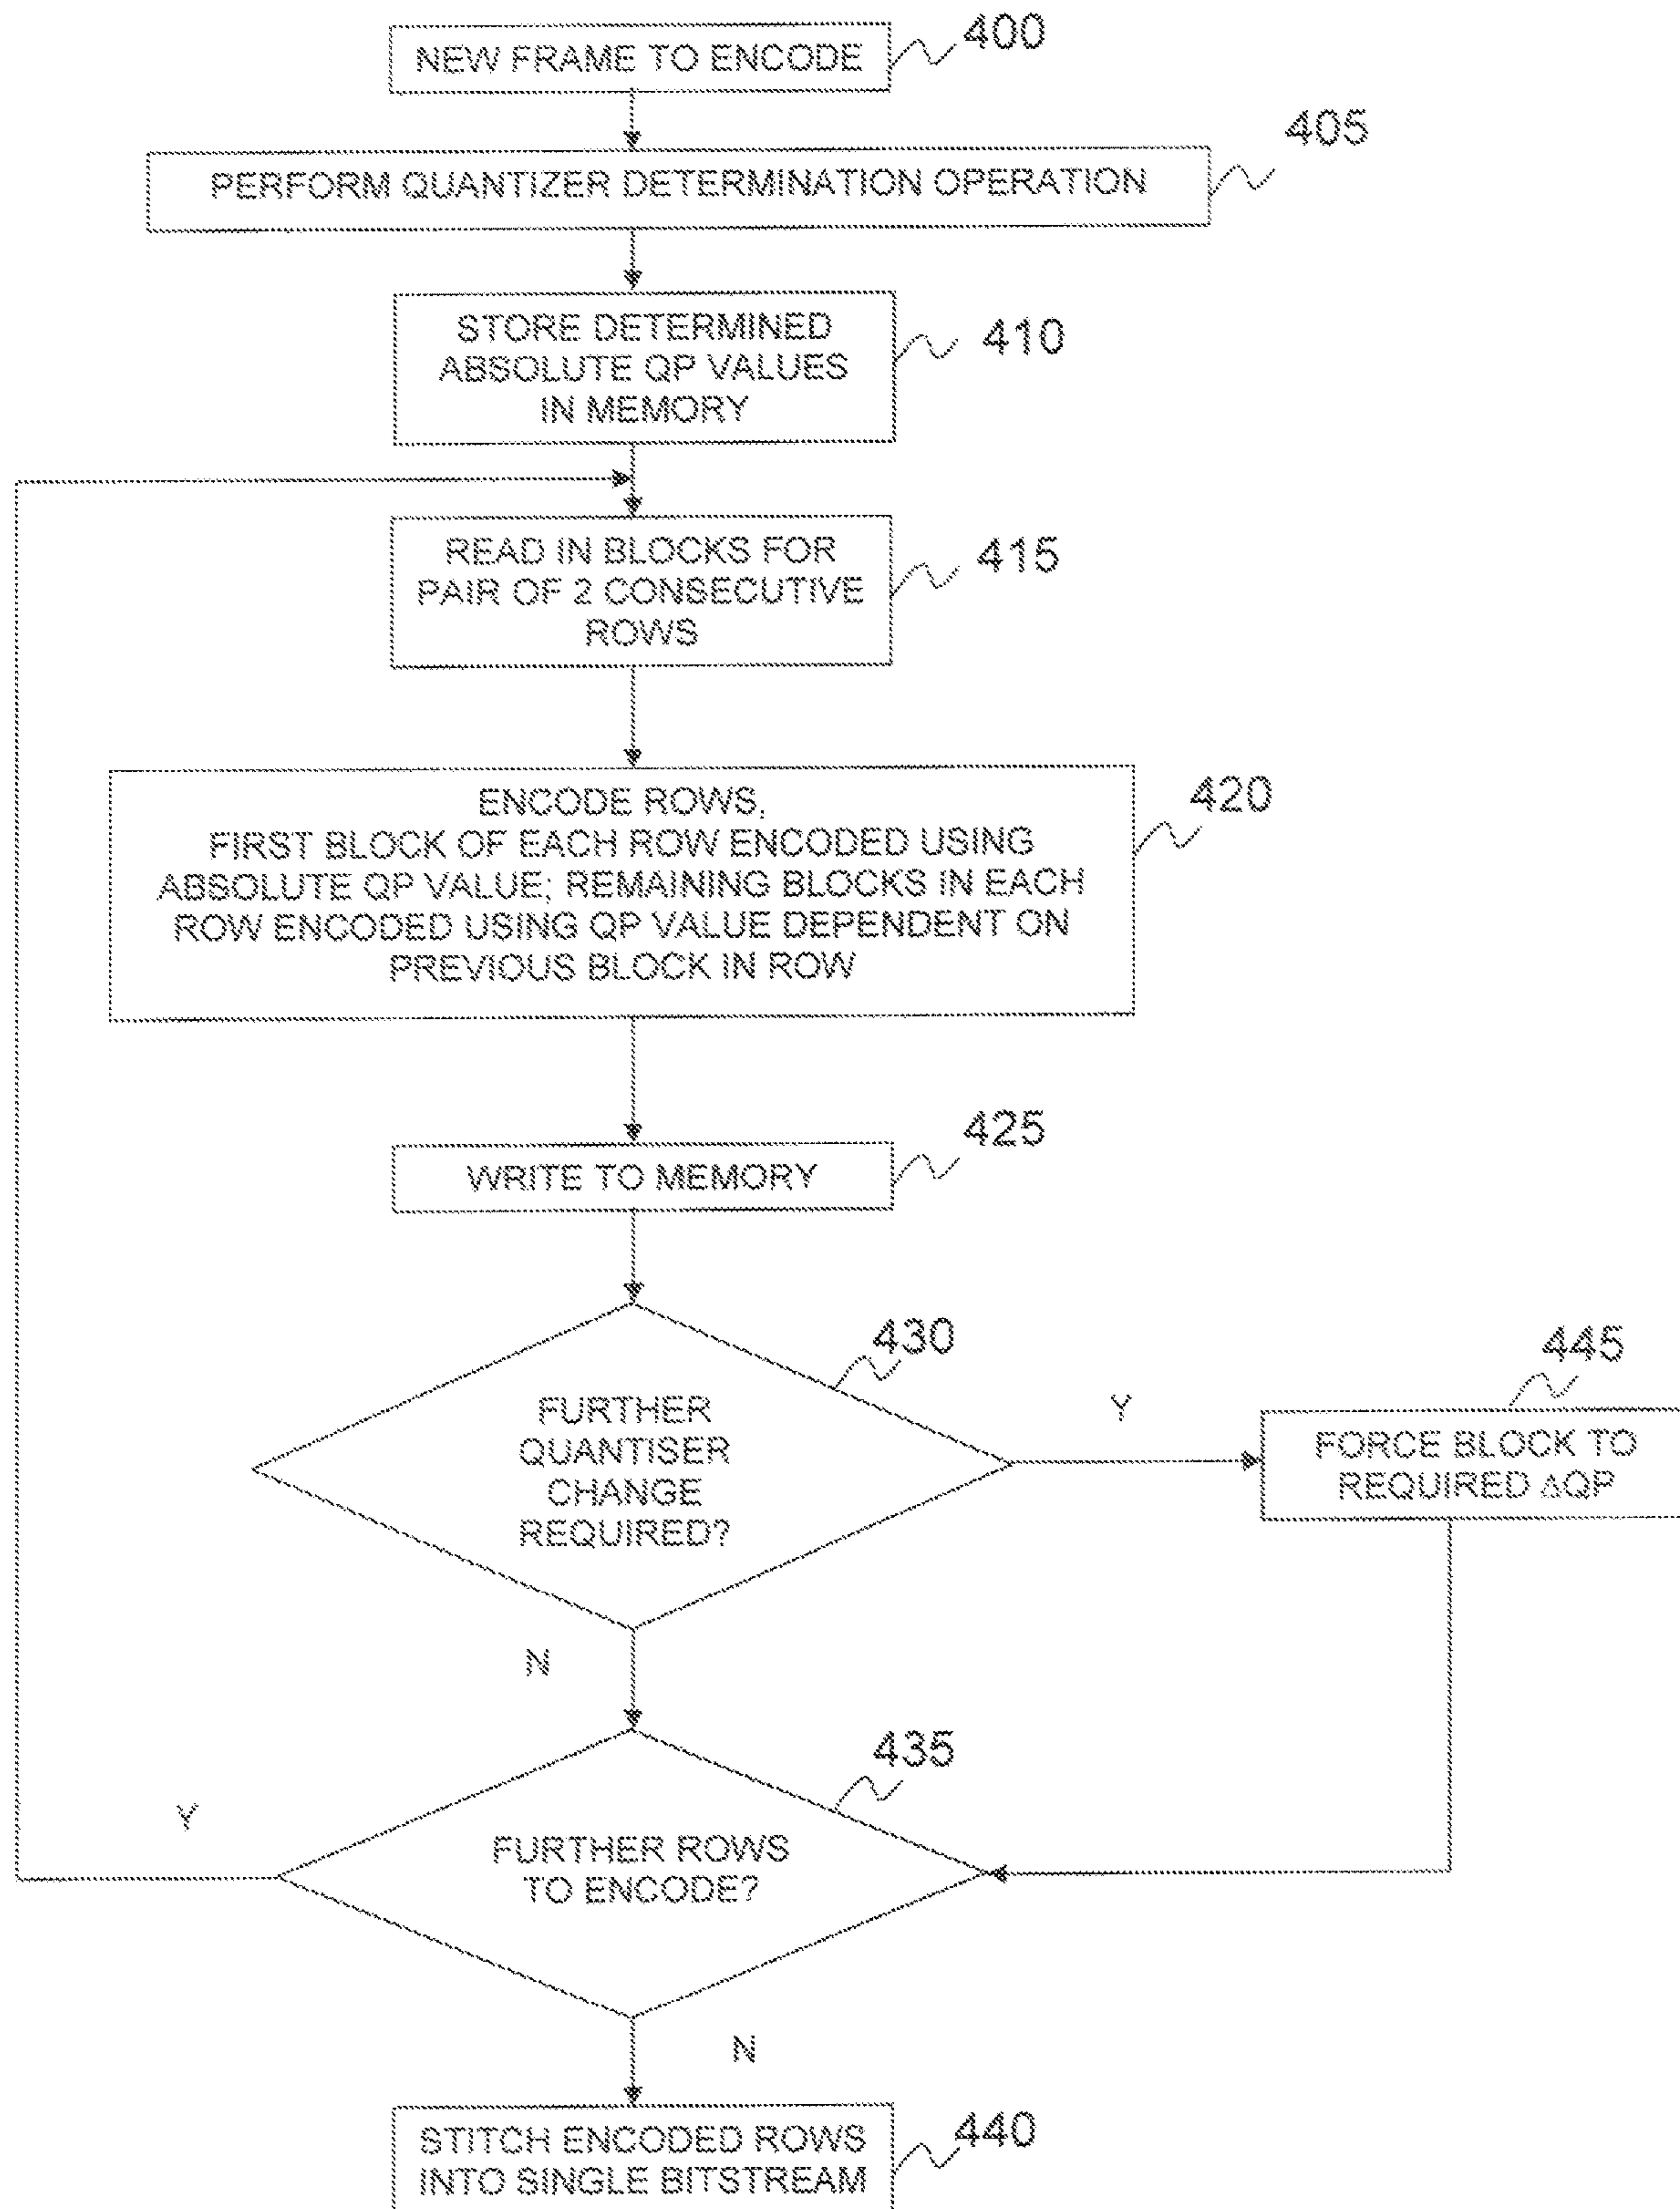 NEW FRAME TO ENCODE
400
PERFORM QUANTIZER DETERMINATION OPERATION
405
STORE DETERMINED
ABSOLUTE QP VALUES
IN MEMORY
410
READ IN BLOCKS FOR
PAIR OF 2 CONSECUTIVE
ROWS
415
ENCODE ROWS,
FIRST BLOCK OF EACH ROW ENCODED USING
ABSOLUTE QP VALUE; REMAINING BLOCKS IN EACH
ROW ENCODED USING QP VALUE DEPENDENT ON
PREVIOUS BLOCK IN ROW
420
WRITE TO MEMORY
425
FURTHER
QUANTISER
CHANGE
REQUIRED?
430
Y
FORCE BLOCK TO
REQUIRED ΔQP
445
N
FURTHER ROWS
TO ENCODE?
435
Y
N
STITCH ENCODED ROWS
INTO SINGLE BITSTREAM
440